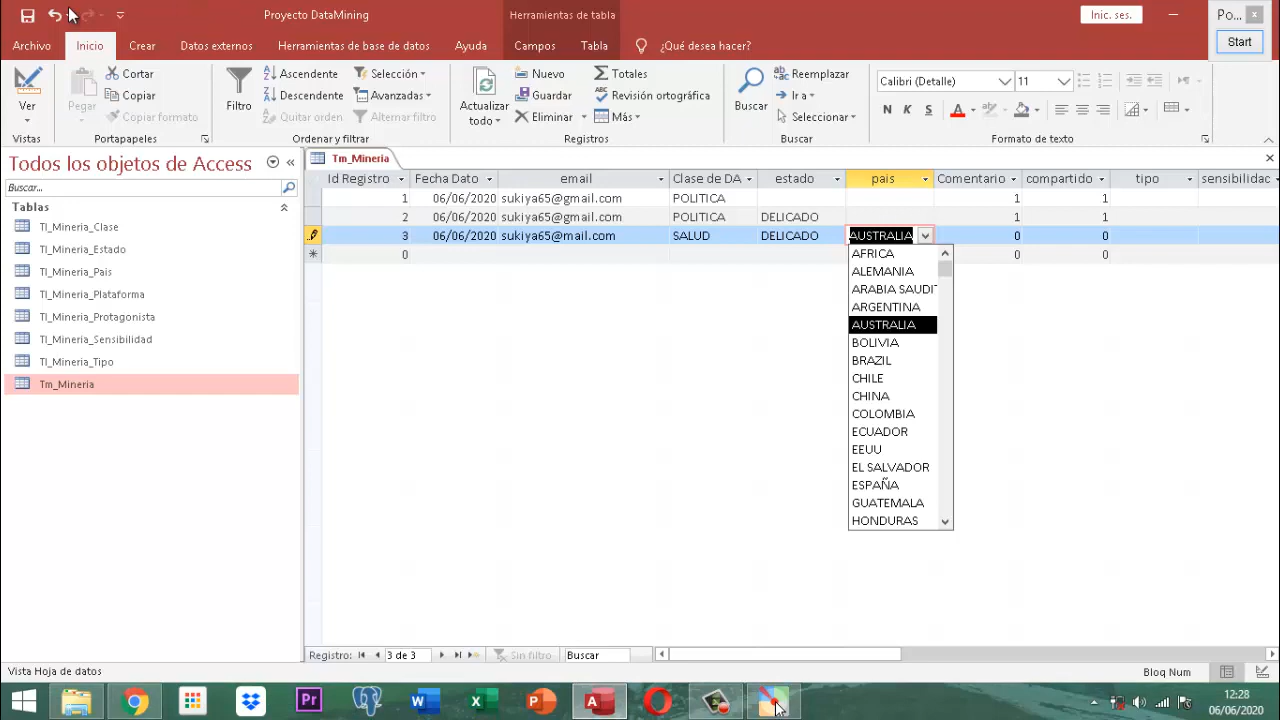 Proyecto DataMining
Herramientas de tabla
Inic. ses.
Po...
Start
Archivo Inicio Crear Datos externos Herramientas de base de datos Ayuda Campos Tabla ¿Qué desea hacer?
Ver
Vistas
Pegar
Cortar
Copiar
Copiar formato
Portapapeles
Filtro
Ascendente
Descendente
Quitar orden
Selección
Avanzadas
Alternar filtro
Ordenar y filtrar
Actualizar
todo
Nuevo
Guardar
Eliminar
Totales
Revisión ortográfica
Más
Registros
Buscar
Reemplazar
Ir a
Seleccionar
Buscar
Calibri (Detalle) 11
N K S
Formato de texto
Todos los objetos de Access
Buscar...
Tablas
Tl_Mineria_Clase
Tl_Mineria_Estado
Tl_Mineria_Pais
Tl_Mineria_Plataforma
Tl_Mineria_Protagonista
Tl_Mineria_Sensibilidad
Tl_Mineria_Tipo
Tm_Mineria
Tm_Mineria
Id Registro Fecha Dato email Clase de DA estado pais Comentario compartido tipo sensibilidac
1 06/06/2020 sukiya65@gmail.com POLITICA 1 1
2 06/06/2020 sukiya65@gmail.com POLITICA DELICADO 1 1
3 06/06/2020 sukiya65@mail.com SALUD DELICADO AUSTRALIA 0 0
0 0 0
AFRICA
ALEMANIA
ARABIA SAUDIT
ARGENTINA
AUSTRALIA
BOLIVIA
BRAZIL
CHILE
CHINA
COLOMBIA
ECUADOR
EEUU
EL SALVADOR
ESPAÑA
GUATEMALA
HONDURAS
Registro: 3 de 3 Sin filtro Buscar
Vista Hoja de datos
Bloq Num
Pr
12:28
06/06/2020